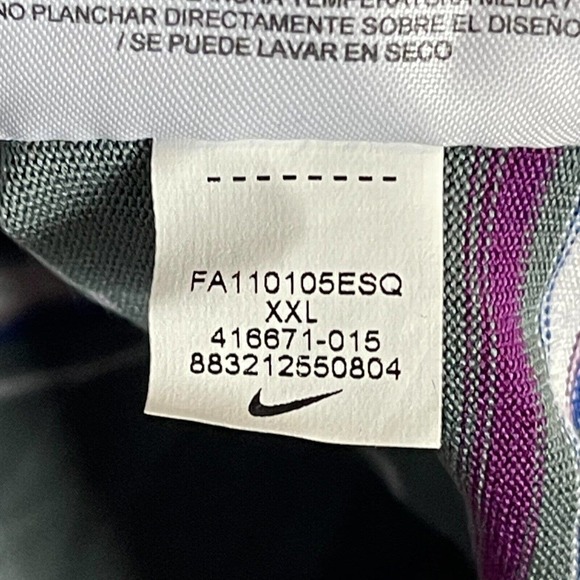 NO PLANCHAR DIRECTAMENTE SOBRE EL DISEÑO
/ SE PUEDE LAVAR EN SECO
--------
FA110105ESQ
XXL
416671-015
883212550804